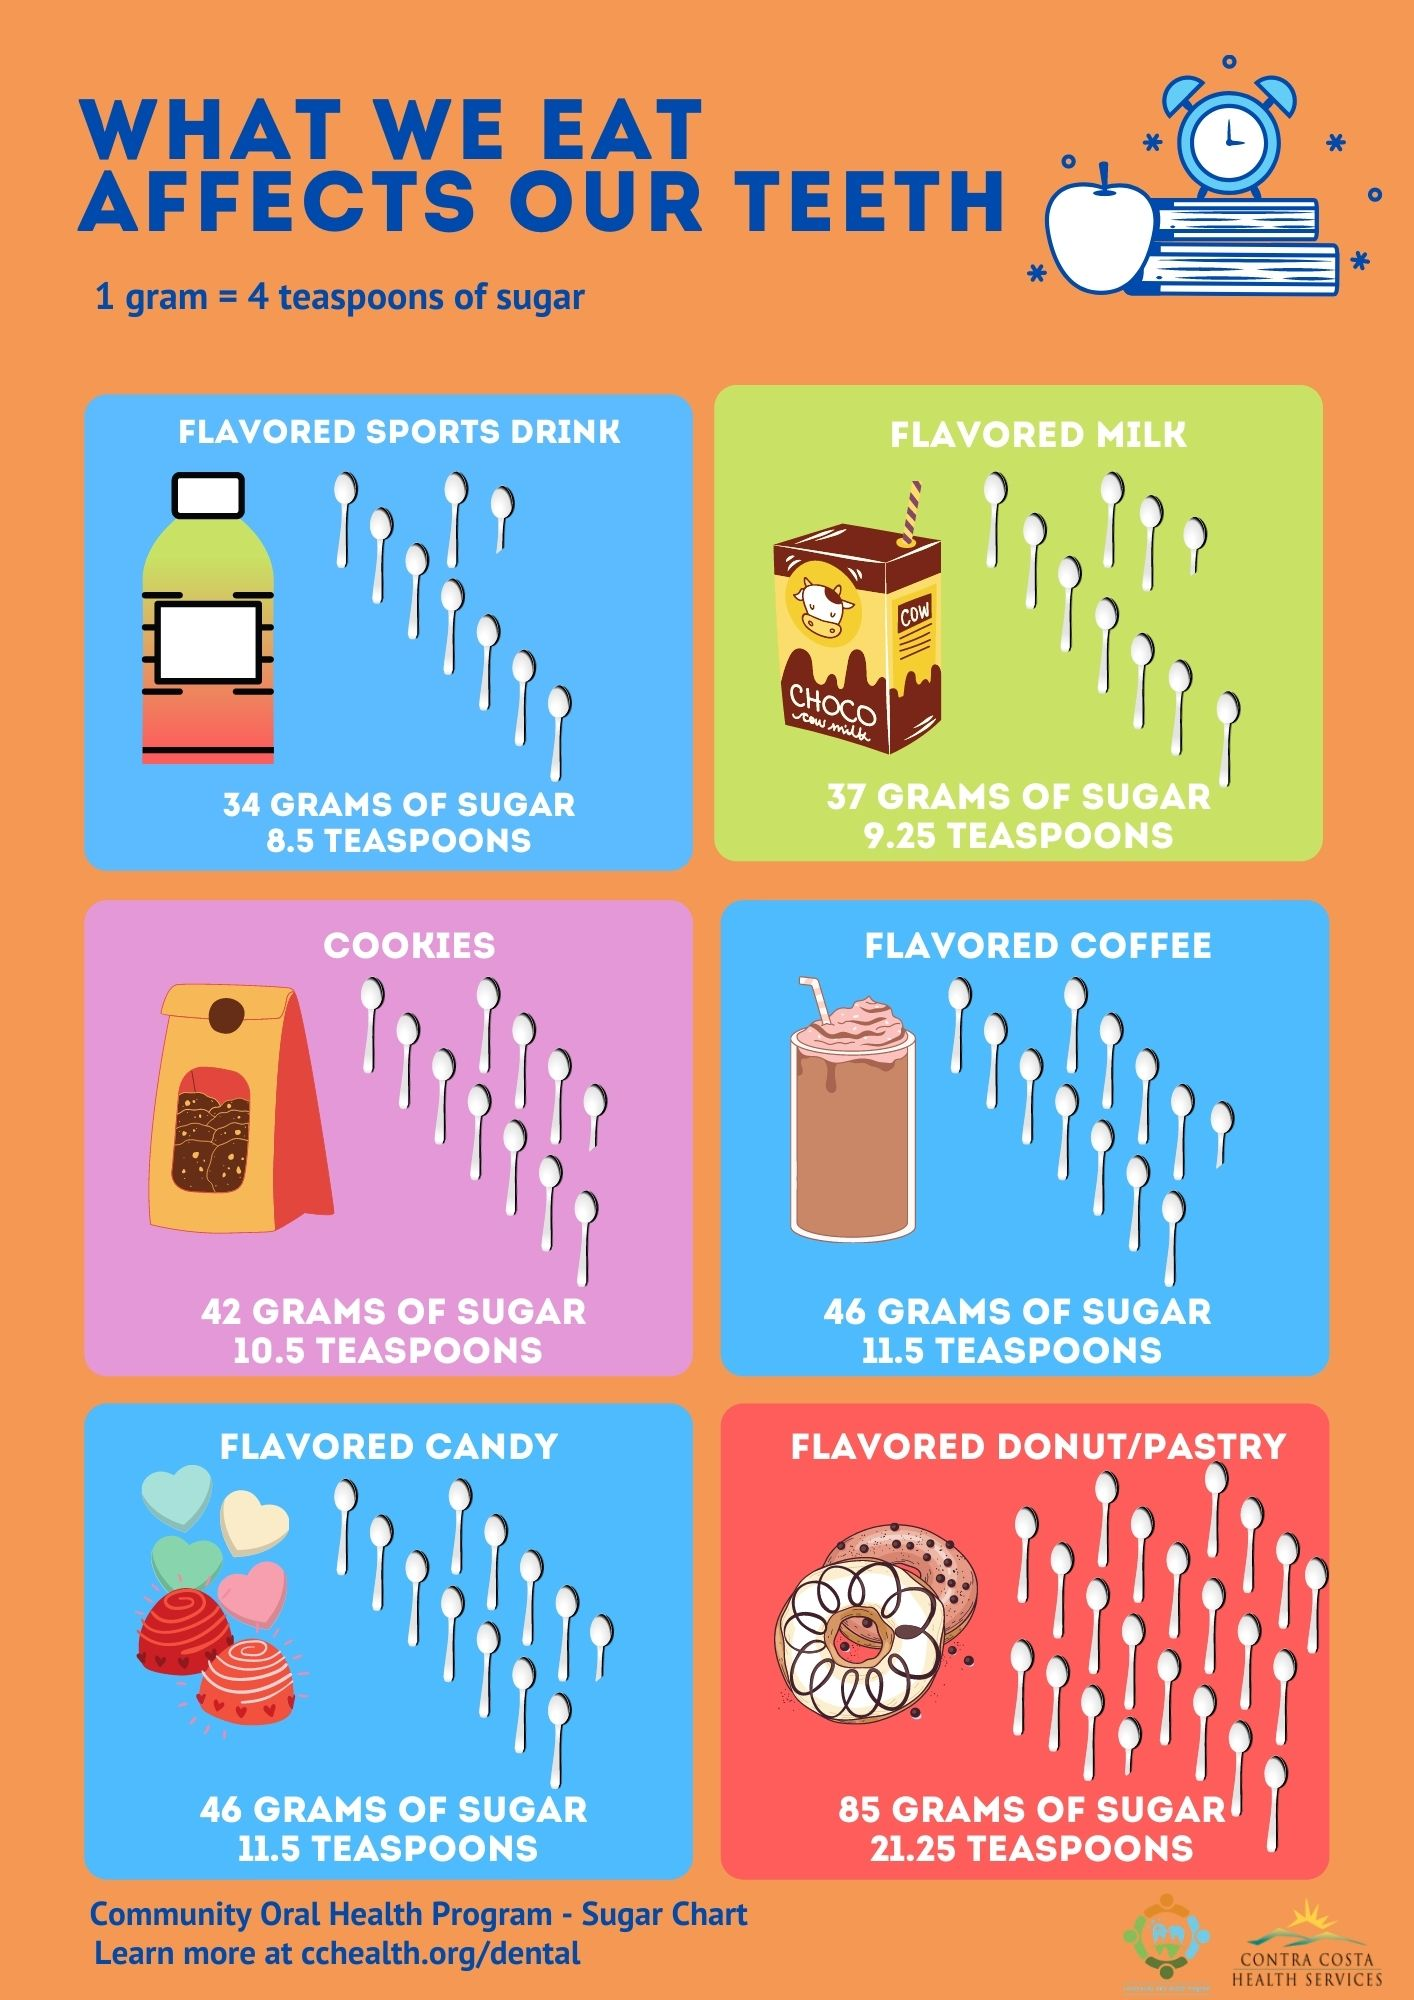 WHAT WE EAT
AFFECTS OUR TEETH
1 gram = 4 teaspoons of sugar
FLAVORED SPORTS DRINK
34 GRAMS OF SUGAR
8.5 TEASPOONS
FLAVORED MILK
COW
CHOCO
cow milk
37 GRAMS OF SUGAR
9.25 TEASPOONS
COOKIES
42 GRAMS OF SUGAR
10.5 TEASPOONS
FLAVORED COFFEE
46 GRAMS OF SUGAR
11.5 TEASPOONS
FLAVORED CANDY
46 GRAMS OF SUGAR
11.5 TEASPOONS
FLAVORED DONUT/PASTRY
85 GRAMS OF SUGAR
21.25 TEASPOONS
Community Oral Health Program - Sugar Chart
Learn more at cchealth.org/dental
CONTRA COSTA
HEALTH SERVICES